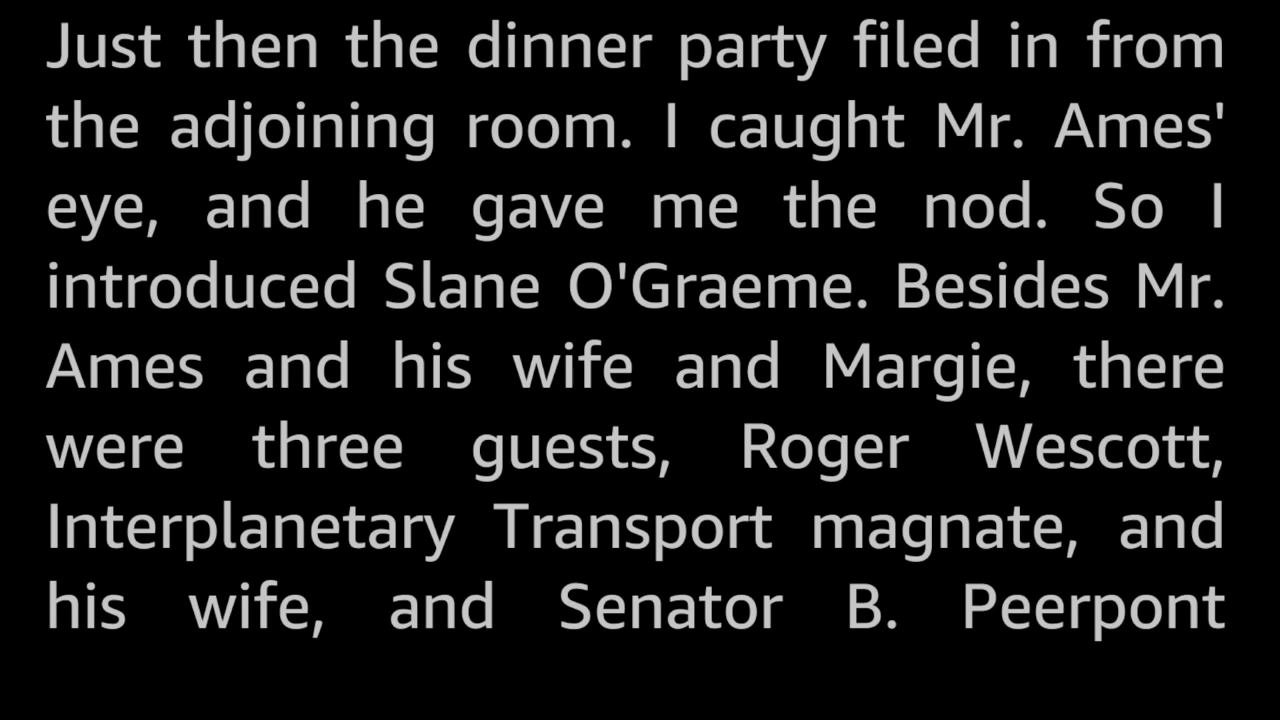 Just then the dinner party filed in from
the adjoining room. I caught Mr. Ames'
eye, and he gave me the nod. So I
introduced Slane O'Graeme. Besides Mr.
Ames and his wife and Margie, there
were three guests, Roger Wescott,
Interplanetary Transport magnate, and
his wife, and Senator B. Peerpont